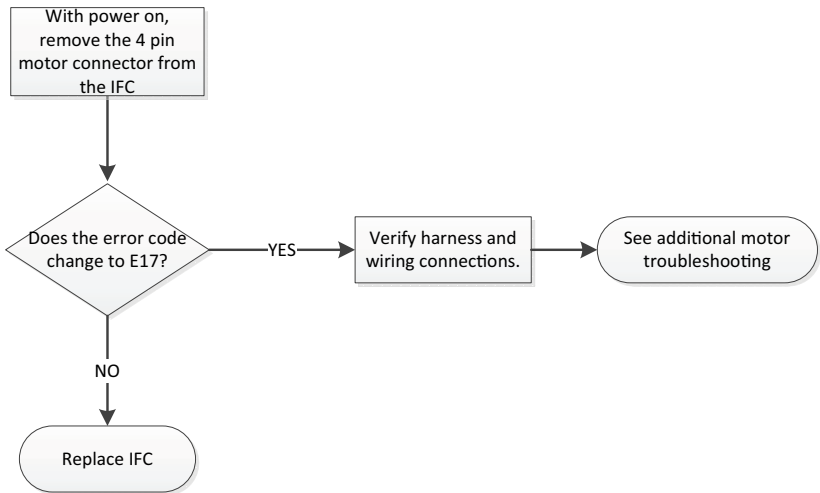 With power on,
remove the 4 pin
motor connector from
the IFC
Does the error code
change to E17?
YES
Verify harness and
wiring connections.
See additional motor
troubleshooting
NO
Replace IFC